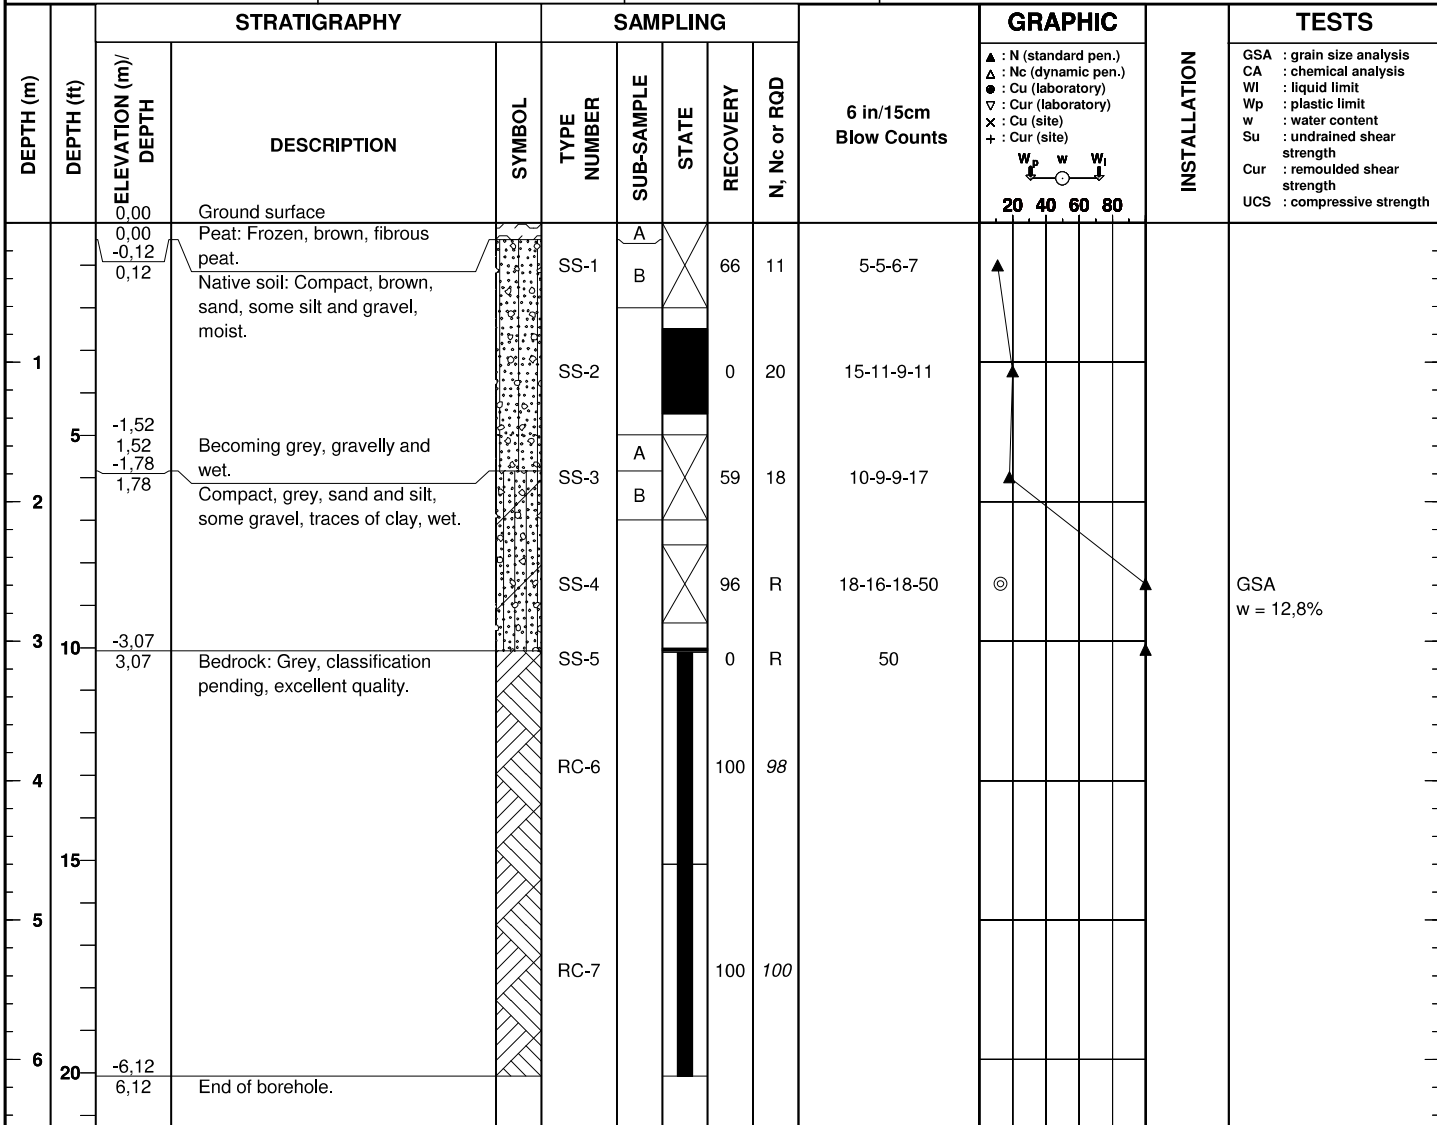 STRATIGRAPHY
SAMPLING
GRAPHIC
TESTS
DEPTH (m)
DEPTH (ft)
ELEVATION (m)/
DEPTH
DESCRIPTION
SYMBOL
TYPE
NUMBER
SUB-SAMPLE
STATE
RECOVERY
N, Nc or RQD
6 in/15cm
Blow Counts
▲ : N (standard pen.)
△ : Nc (dynamic pen.)
● : Cu (laboratory)
▽ : Cur (laboratory)
× : Cu (site)
+ : Cur (site)
Wp w Wl
20 40 60 80
INSTALLATION
GSA : grain size analysis
CA : chemical analysis
Wl : liquid limit
Wp : plastic limit
w : water content
Su : undrained shear
strength
Cur : remoulded shear
strength
UCS : compressive strength
0,00 Ground surface
0,00 Peat: Frozen, brown, fibrous
-0,12 peat.
0,12
Native soil: Compact, brown,
sand, some silt and gravel,
moist.
A
B
SS-1 66 11 5-5-6-7
1
SS-2 0 20 15-11-9-11
5
-1,52
1,52 Becoming grey, gravelly and
-1,78 wet.
1,78 Compact, grey, sand and silt,
some gravel, traces of clay, wet.
A
B
SS-3 59 18 10-9-9-17
2
SS-4 96 R 18-16-18-50 GSA
w = 12,8%
3 10
-3,07
3,07 Bedrock: Grey, classification
pending, excellent quality.
SS-5 0 R 50
RC-6 100 98
4
15
5
RC-7 100 100
6 20
-6,12
6,12 End of borehole.